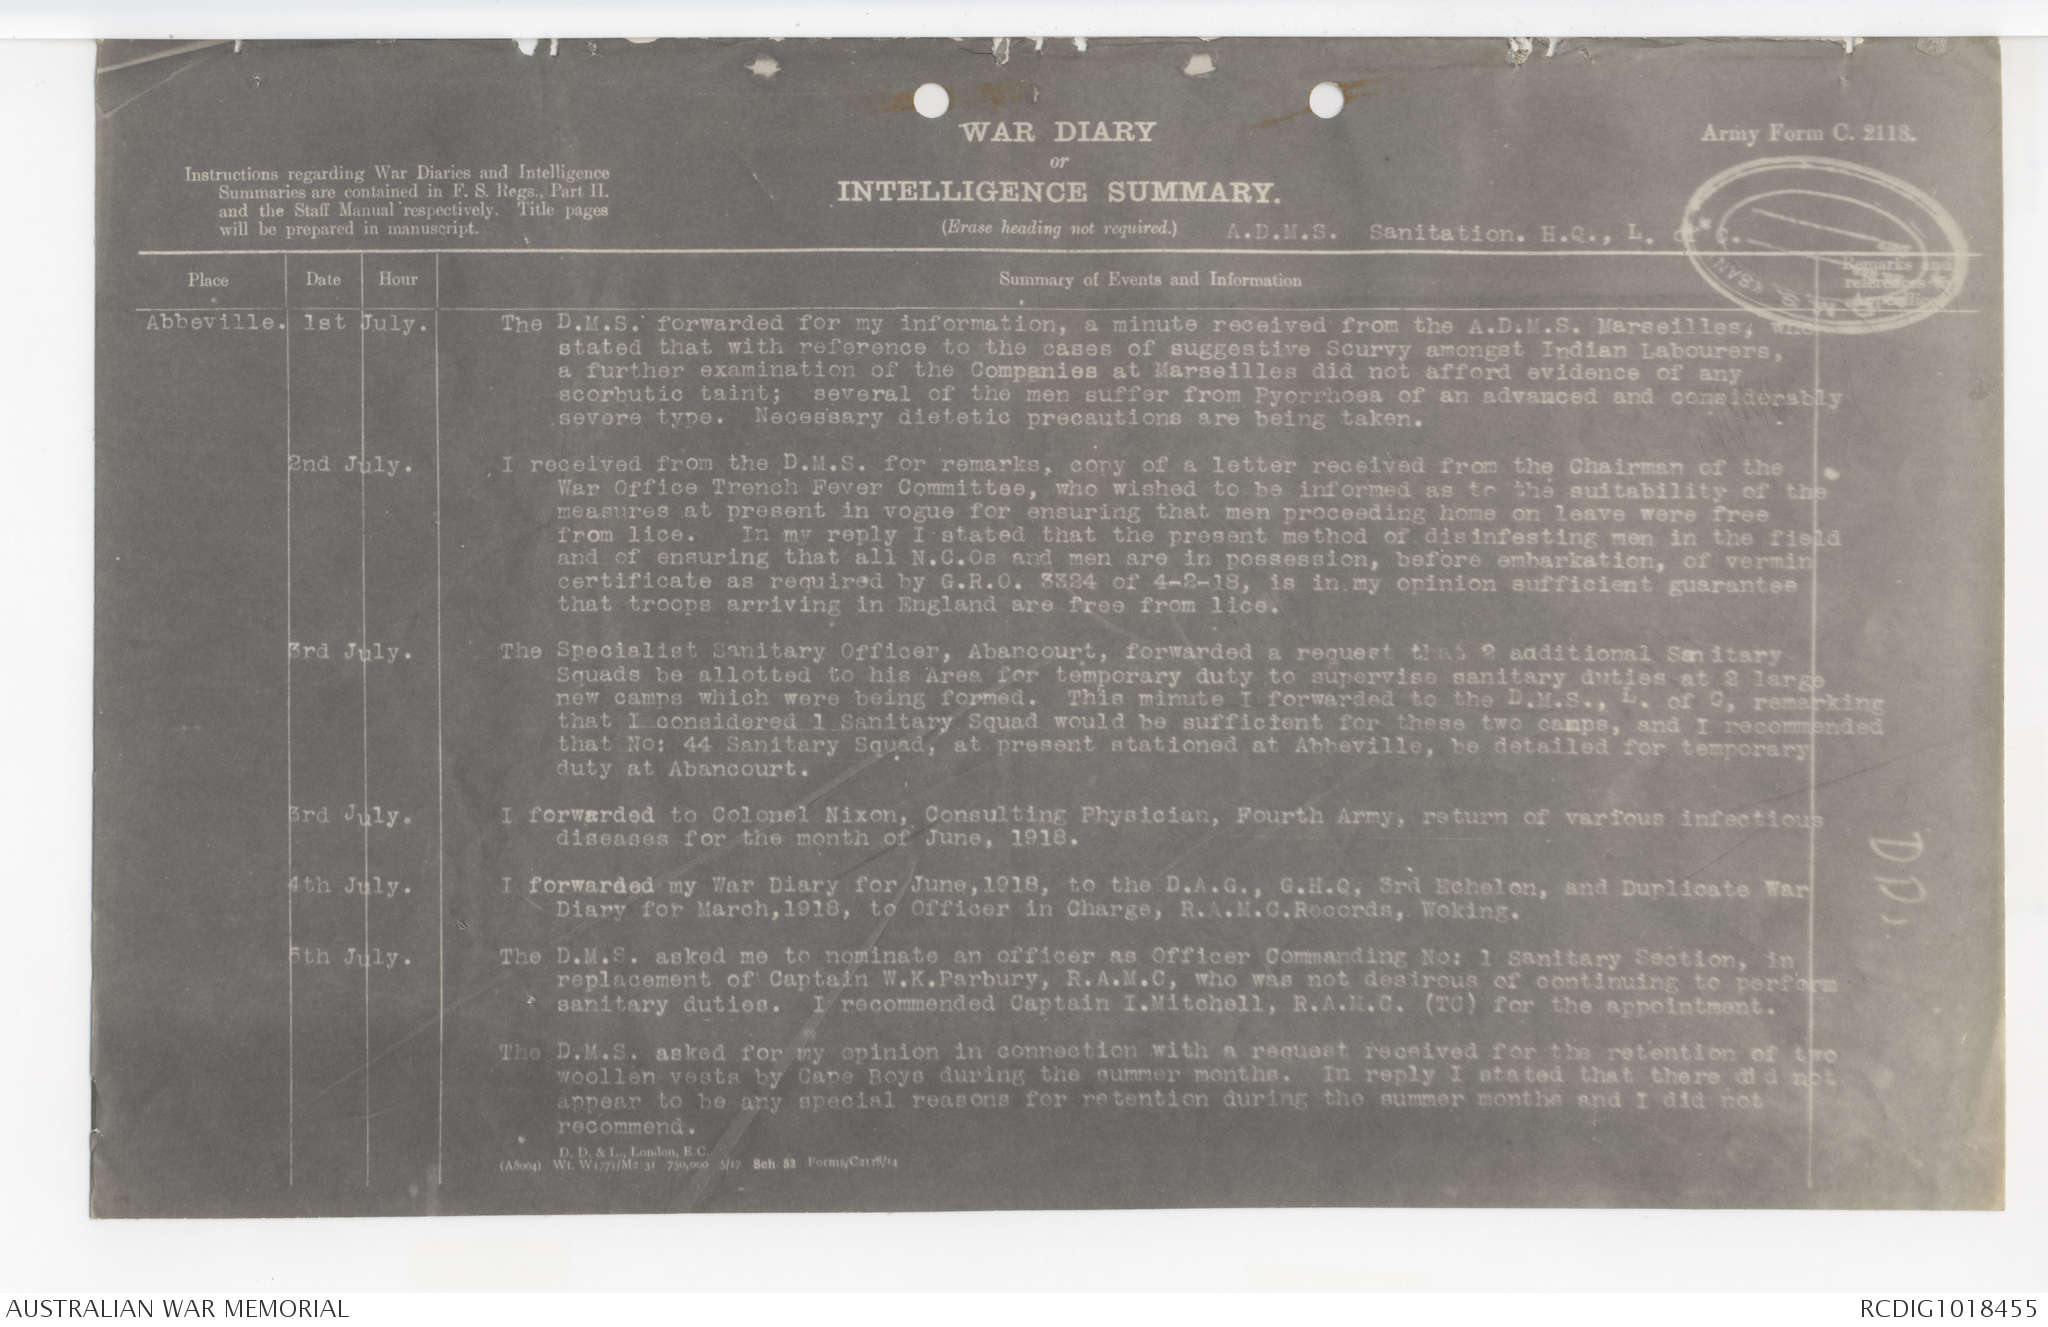 WAR DIARY
or
INTELLIGENCE SUMMARY.
(Erase heading not required.)
Army Form C. 2118.
Instructions regarding War Diaries and Intelligence
Summaries are contained in F. S. Regs., Part II.
and the Staff Manual respectively. Title pages
will be prepared in manuscript.
A.D.M.S. Sanitation. H.Q., L. of C.
Place Date Hour Summary of Events and Information Remarks and
references to
Abbeville. 1st July. The D.M.S. forwarded for my information, a minute received from the A.D.M.S. Marseilles, who
stated that with reference to the cases of suggestive Scurvy amongst Indian Labourers,
a further examination of the Companies at Marseilles did not afford evidence of any
scorbutic taint; several of the men suffer from Pyorrhoea of an advanced and considerably
severe type. Necessary dietetic precautions are being taken.
2nd July. I received from the D.M.S. for remarks, copy of a letter received from the Chairman of the
War Office Trench Fever Committee, who wished to be informed as to the suitability of the
measures at present in vogue for ensuring that men proceeding home on leave were free
from lice. In my reply I stated that the present method of disinfesting men in the field
and of ensuring that all N.C.Os and men are in possession, before embarkation, of vermin
certificate as required by G.R.O. 3324 of 4-2-18, is in my opinion sufficient guarantee
that troops arriving in England are free from lice.
3rd July. The Specialist Sanitary Officer, Abancourt, forwarded a request that 2 additional Sanitary
Squads be allotted to his Area for temporary duty to supervise sanitary duties at 2 large
new camps which were being formed. This minute I forwarded to the D.M.S., L. of C, remarking
that I considered 1 Sanitary Squad would be sufficient for these two camps, and I recommended
that No: 44 Sanitary Squad, at present stationed at Abbeville, be detailed for temporary
duty at Abancourt.
3rd July. I forwarded to Colonel Nixon, Consulting Physician, Fourth Army, return of various infectious
diseases for the month of June, 1918.
4th July. I forwarded my War Diary for June,1918, to the D.A.G., G.H.Q, 3rd Echelon, and Duplicate War
Diary for March,1918, to Officer in Charge, R.A.M.C.Records, Woking.
5th July. The D.M.S. asked me to nominate an officer as Officer Commanding No: 1 Sanitary Section, in
replacement of Captain W.K.Parbury, R.A.M.C, who was not desirous of continuing to perform
sanitary duties. I recommended Captain I.Mitchell, R.A.M.C. (TC) for the appointment.
The D.M.S. asked for my opinion in connection with a request received for the retention of two
woollen vests by Cape Boys during the summer months. In reply I stated that there did not
appear to be any special reasons for retention during the summer months and I did not
recommend.
D. D. & L., London, E.C.
(A8004) Wt. W1771/M2 31 750,000 5/17 Sch 52 Forms/C2118/14
AUSTRALIAN WAR MEMORIAL
RCDIG1018455